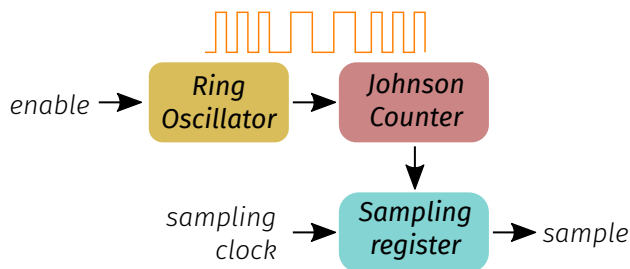 enable
Ring
Oscillator
Johnson
Counter
sampling
clock
Sampling
register
sample